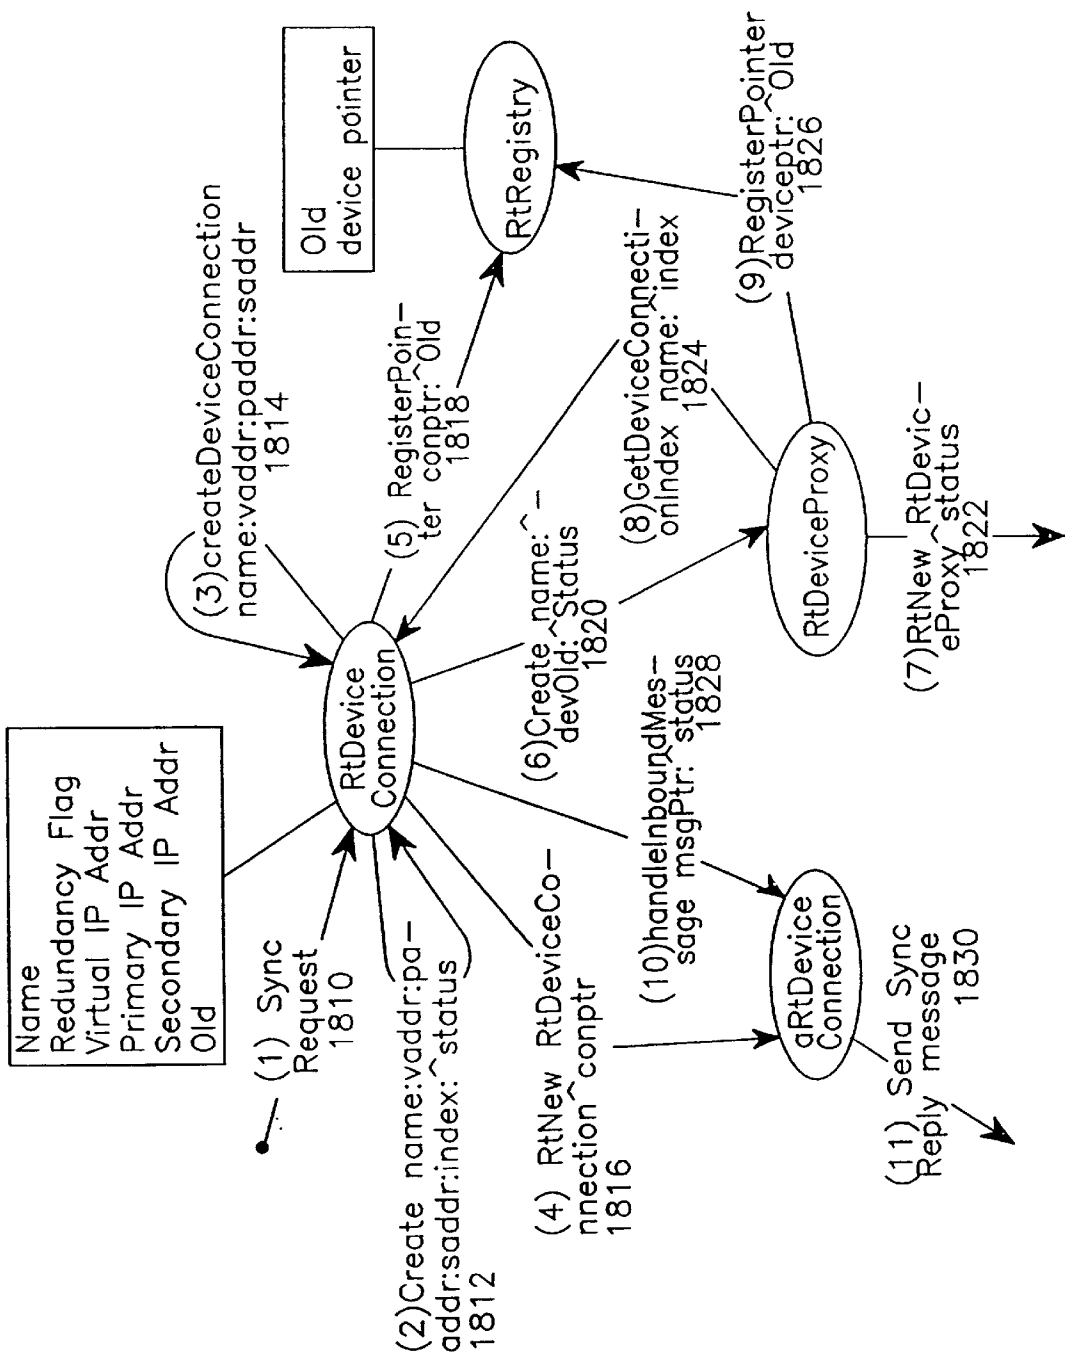 Name
Redundancy Flag
Virtual IP Addr
Primary IP Addr
Secondary IP Addr
Old
(1) Sync
Request
1810
(2)Create name:vaddr:pa-
addr:saddr:index:^status
1812
(3)createDeviceConnection
name:vaddr:paddr:saddr
1814
RtDevice
Connection
(4) RtNew RtDeviceCo-
nnection^conptr
1816
(5) RegisterPoin-
ter conptr:^Old
1818
Old
device pointer
RtRegistry
(6)Create name:^-
devOld:^Status
1820
(8)GetDeviceConnecti-
onIndex name:^index
1824
(9)RegisterPointer
deviceptr:^Old
1826
(10)handleInboundMes-
sage msgPtr:^status
1828
aRtDevice
Connection
RtDeviceProxy
(11) Send Sync
Reply message
1830
(7)RtNew RtDevic-
eProxy^status
1822